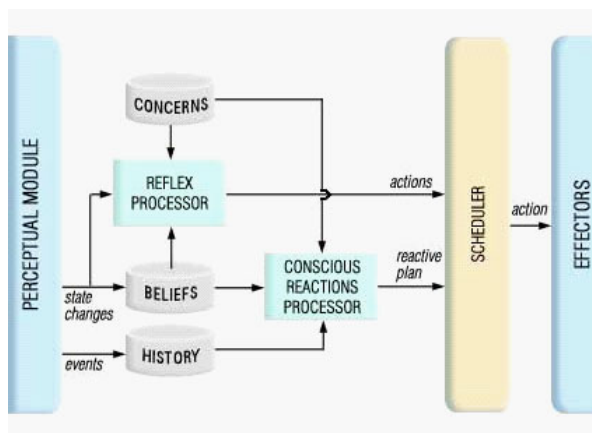 PERCEPTUAL MODULE
CONCERNS
REFLEX
PROCESSOR
actions
SCHEDULER
action
EFFECTORS
state
changes
BELIEFS
CONSCIOUS
REACTIONS
PROCESSOR
reactive
plan
events
HISTORY